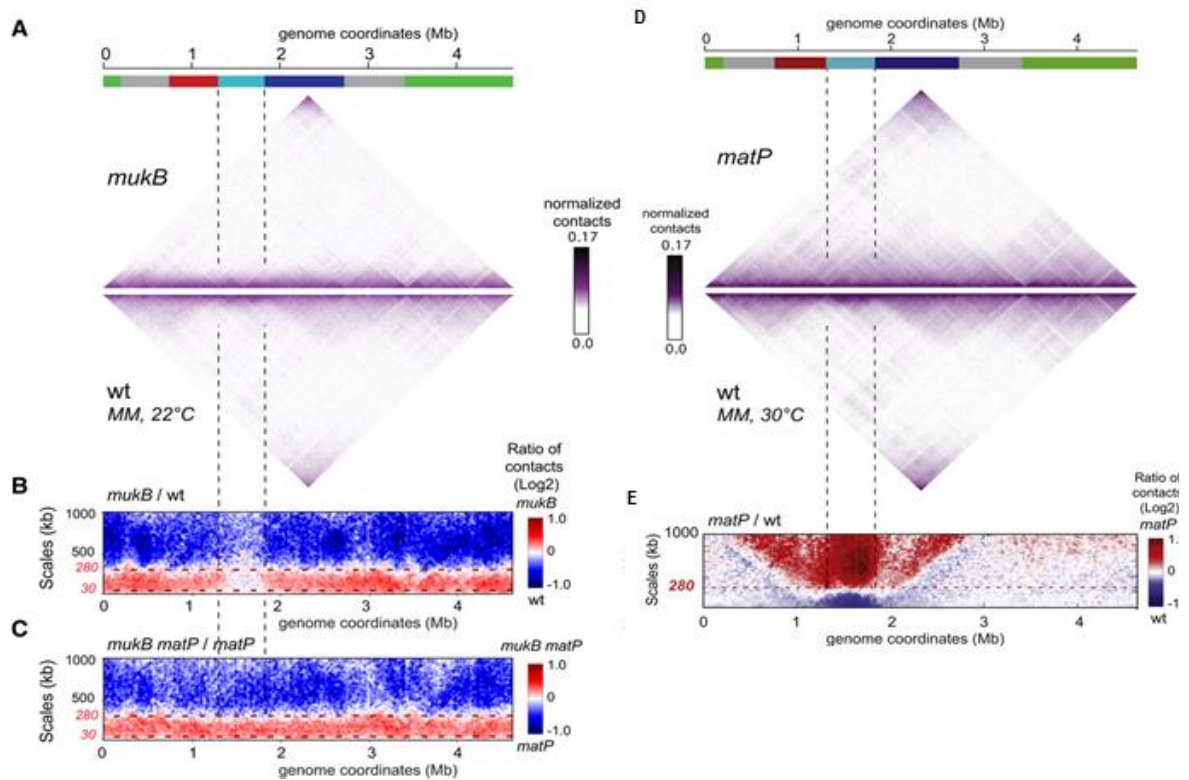 A
genome coordinates (Mb)
0 1 2 3 4
mukB
normalized
contacts
0.17
0.0
wt
MM, 22°C
B
mukB / wt
Ratio of
contacts
(Log2)
mukB
1.0
0
-1.0
wt
Scales (kb)
1000
500
280
30
0 1 2 3 4
genome coordinates (Mb)
C
mukB matP / matP
mukB matP
1.0
0
-1.0
matP
Scales (kb)
1000
500
280
30
0 1 2 3 4
genome coordinates (Mb)
D
genome coordinates (Mb)
0 1 2 3 4
matP
normalized
contacts
0.17
0.0
wt
MM, 30°C
E
matP / wt
Ratio of
contacts
(Log2)
matP
0
wt
Scales (kb)
1000
280
0 1 2 3 4
genome coordinates (Mb)